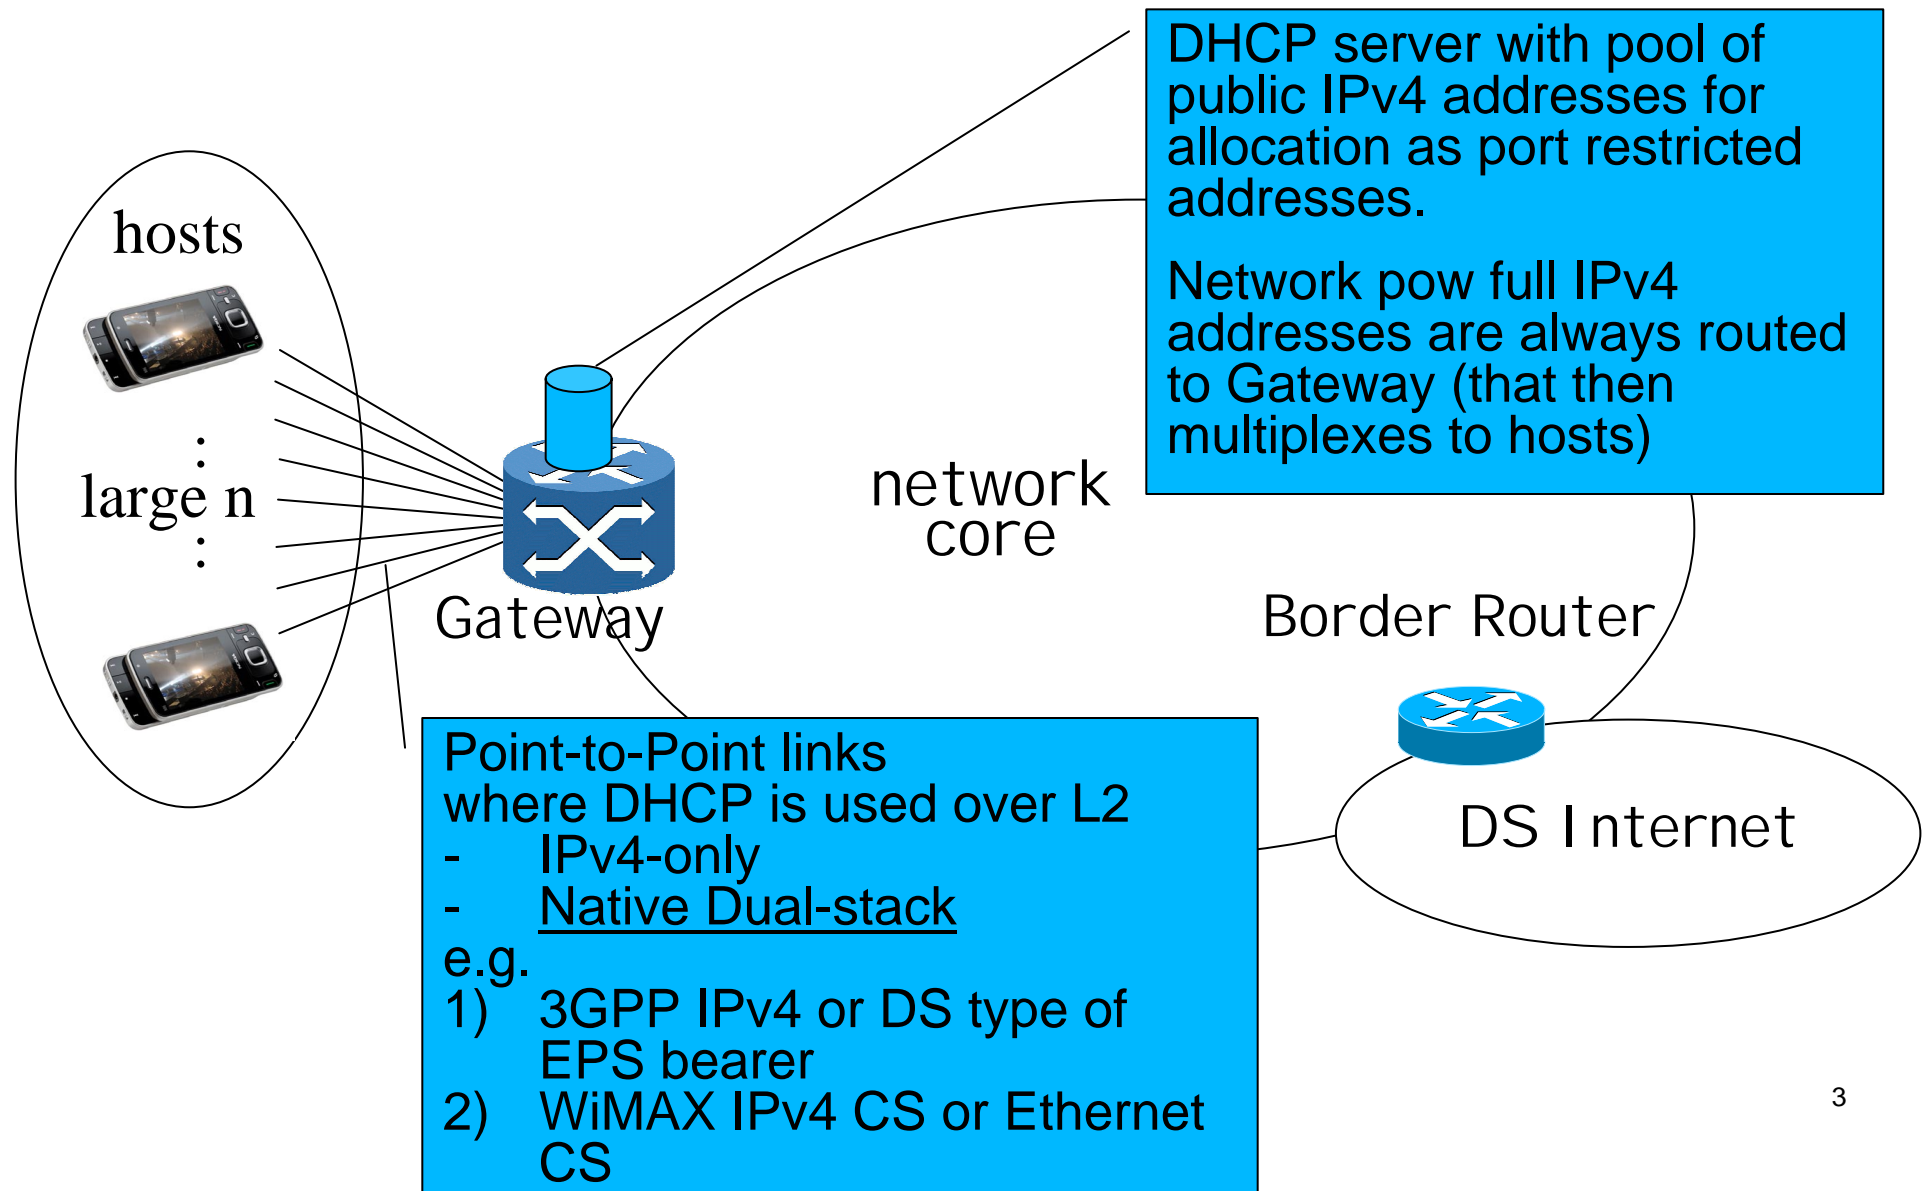 DHCP server with pool of
public IPv4 addresses for
allocation as port restricted
addresses.
Network pow full IPv4
addresses are always routed
to Gateway (that then
multiplexes to hosts)
hosts
:
large n
:
network
core
Gateway
Border Router
DS Internet
Point-to-Point links
where DHCP is used over L2
- IPv4-only
- Native Dual-stack
e.g.
1) 3GPP IPv4 or DS type of
EPS bearer
2) WiMAX IPv4 CS or Ethernet
CS
3